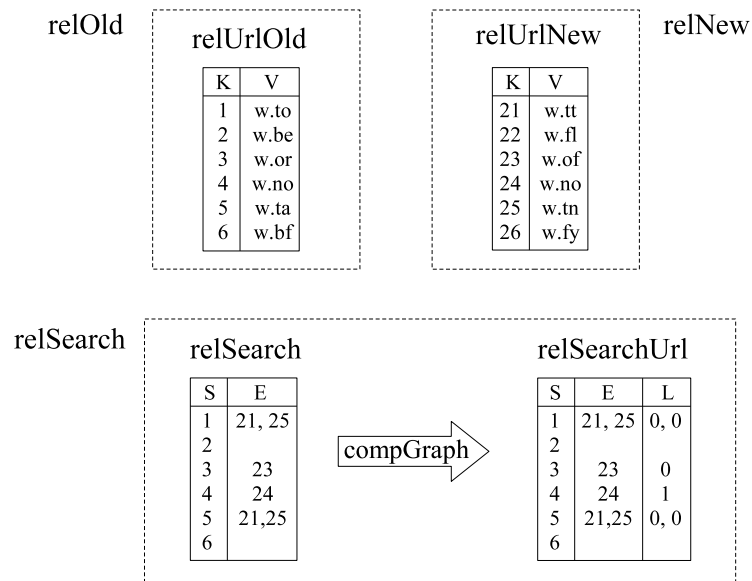 relOld
relUrlOld
K V
1 w.to
2 w.be
3 w.or
4 w.no
5 w.ta
6 w.bf
relNew
relUrlNew
K V
21 w.tt
22 w.fl
23 w.of
24 w.no
25 w.tn
26 w.fy
relSearch
relSearch
S E
1 21, 25
2
3 23
4 24
5 21,25
6
compGraph
relSearchUrl
S E L
1 21, 25 0, 0
2
3 23 0
4 24 1
5 21,25 0, 0
6